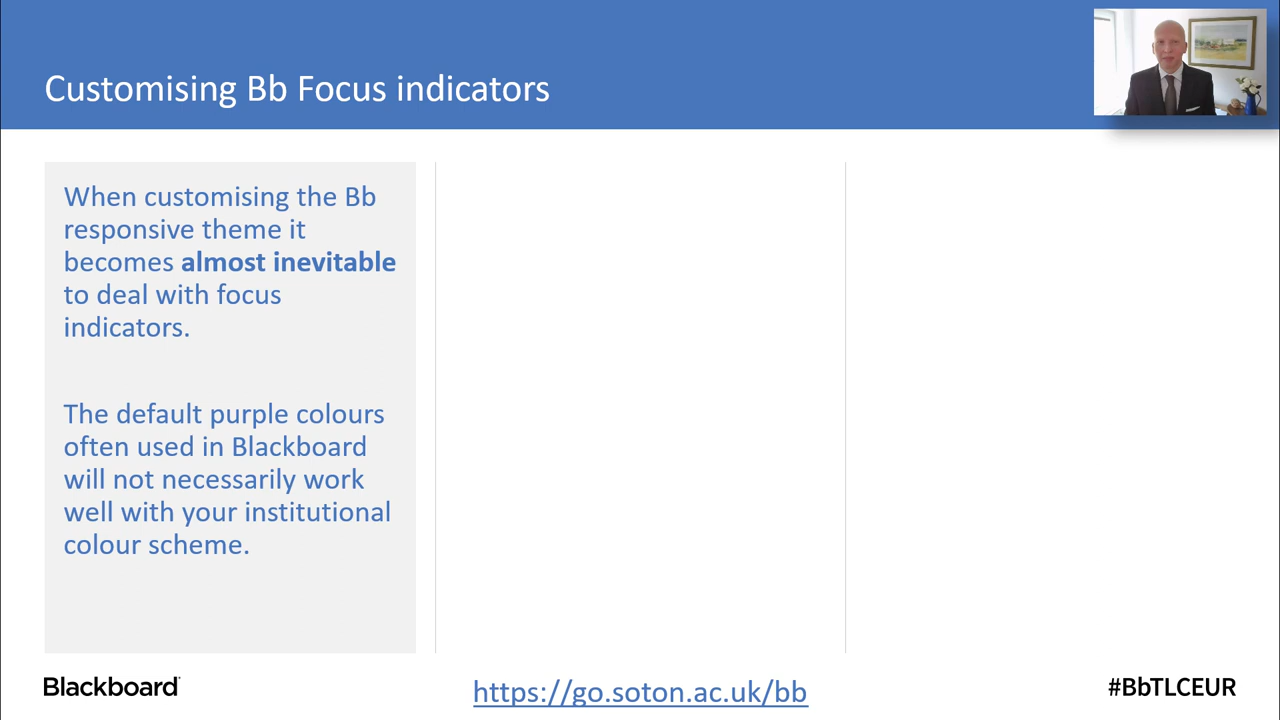 Customising Bb Focus indicators
When customising the Bb
responsive theme it
becomes almost inevitable
to deal with focus
indicators.
The default purple colours
often used in Blackboard
will not necessarily work
well with your institutional
colour scheme.
Blackboard
https://go.soton.ac.uk/bb
#BbTLCEUR